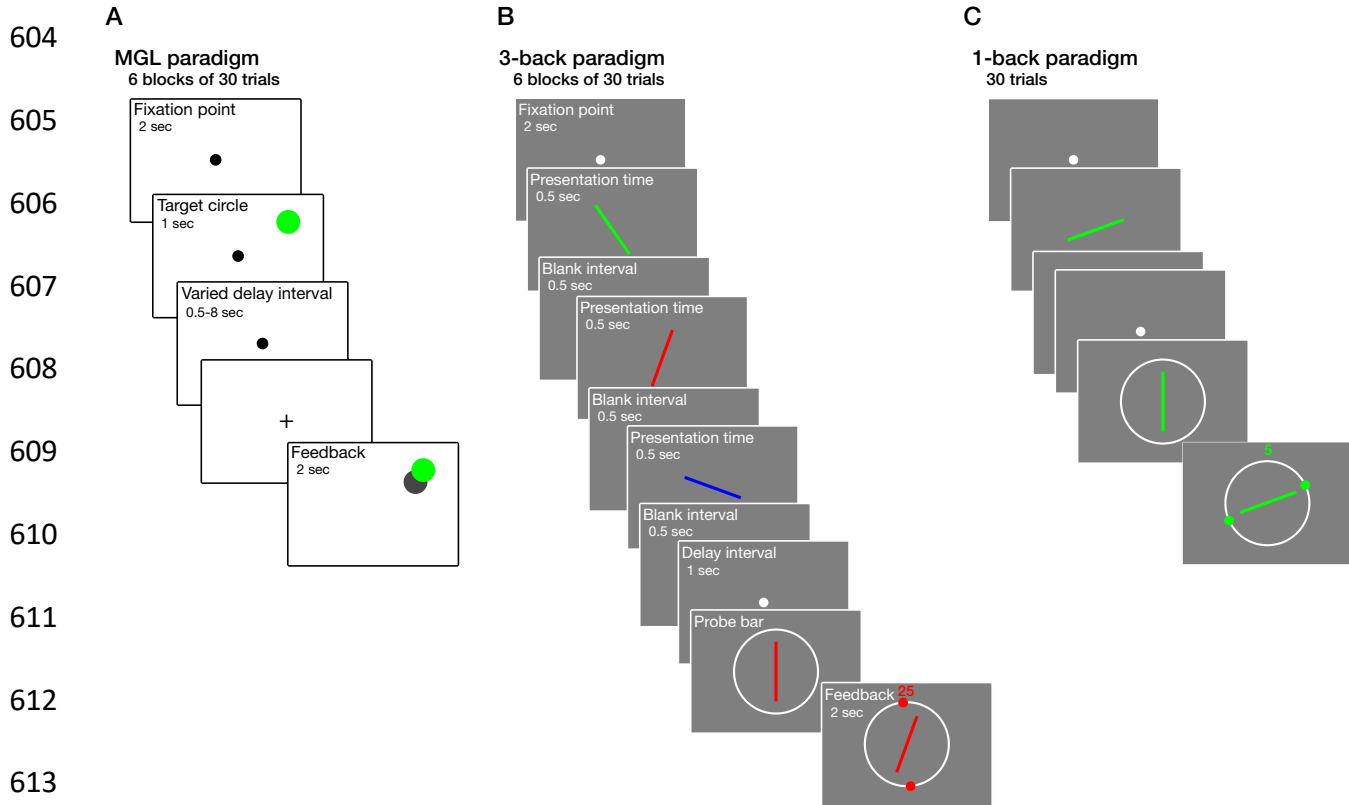 604
605
606
607
608
609
610
611
612
613
A
MGL paradigm
6 blocks of 30 trials
Fixation point
2 sec
Target circle
1 sec
Varied delay interval
0.5-8 sec
+
Feedback
2 sec
B
3-back paradigm
6 blocks of 30 trials
Fixation point
2 sec
Presentation time
0.5 sec
Blank interval
0.5 sec
Presentation time
0.5 sec
Blank interval
0.5 sec
Presentation time
0.5 sec
Blank interval
0.5 sec
Delay interval
1 sec
Probe bar
Feedback 25
2 sec
C
1-back paradigm
30 trials
5